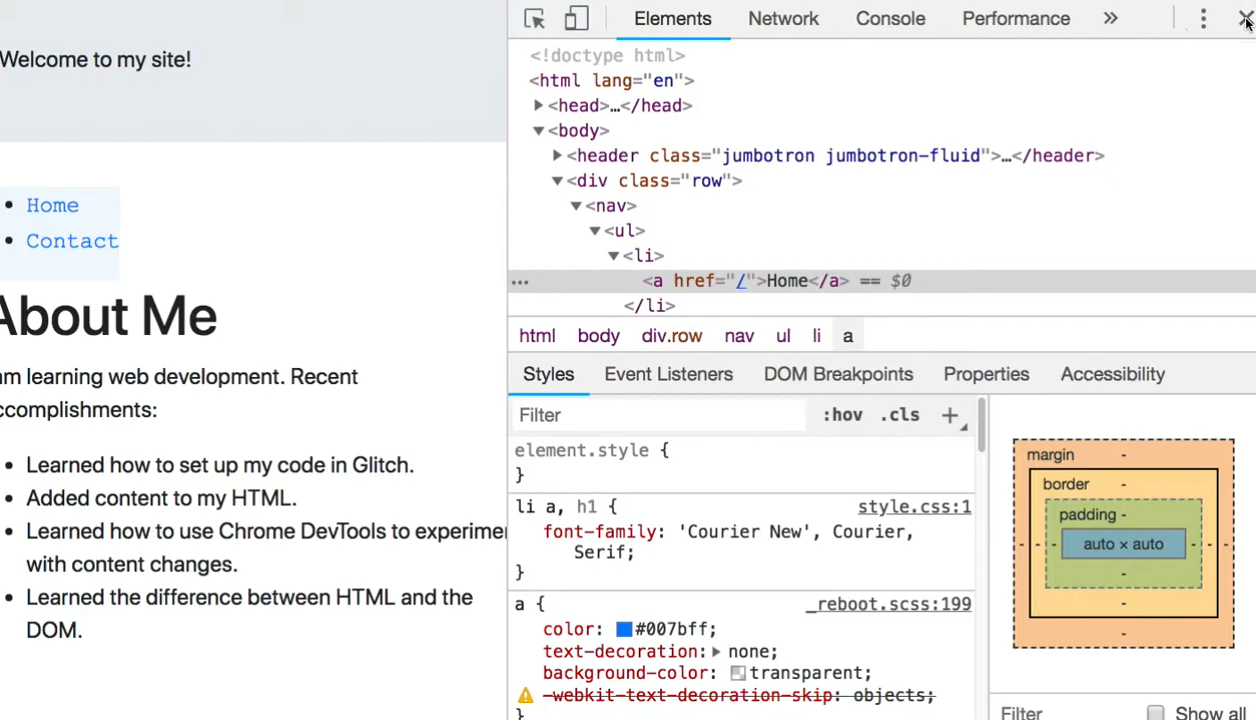 Welcome to my site!
Home
Contact
About Me
am learning web development. Recent
ccomplishments:
Learned how to set up my code in Glitch.
Added content to my HTML.
Learned how to use Chrome DevTools to experimen
with content changes.
Learned the difference between HTML and the
DOM.
Elements Network Console Performance »
<!doctype html>
<html lang="en">
<head>…</head>
<body>
<header class="jumbotron jumbotron-fluid">…</header>
<div class="row">
<nav>
<ul>
<li>
… <a href="/">Home</a> == $0
</li>
html body div.row nav ul li a
Styles Event Listeners DOM Breakpoints Properties Accessibility
Filter :hov .cls +
element.style {
}
li a, h1 { style.css:1
font-family: 'Courier New', Courier,
Serif;
}
a { _reboot.scss:199
color: #007bff;
text-decoration: none;
background-color: transparent;
-webkit-text-decoration-skip: objects;
}
margin -
border -
padding -
- - - auto × auto - - -
-
-
-
Filter Show all